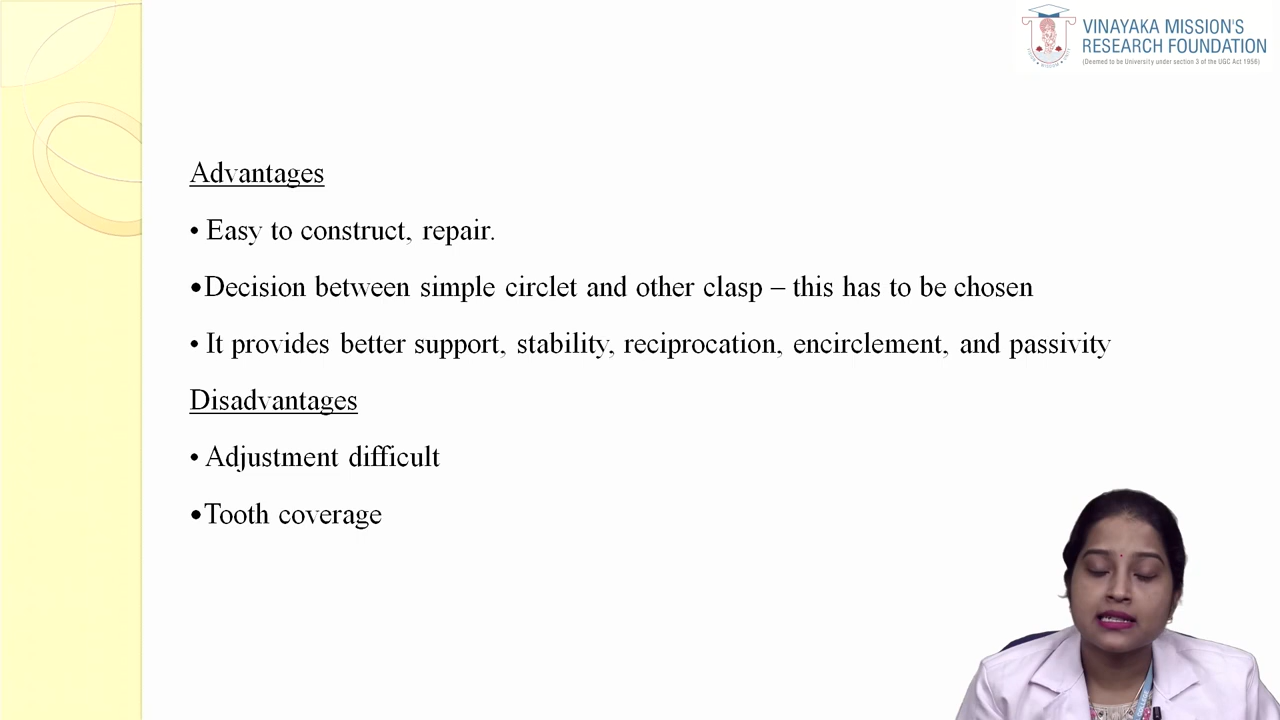 VINAYAKA MISSION'S
RESEARCH FOUNDATION
(Deemed to be University under section 3 of the UGC Act 1956)
Advantages
• Easy to construct, repair.
•Decision between simple circlet and other clasp – this has to be chosen
• It provides better support, stability, reciprocation, encirclement, and passivity
Disadvantages
• Adjustment difficult
•Tooth coverage